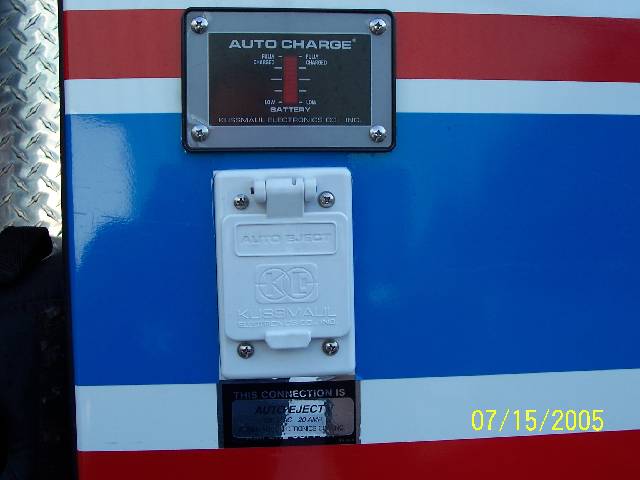 AUTO CHARGE®
FULLY CHARGED FULLY CHARGED
LOW LOW
BATTERY
KUSSMAUL ELECTRONICS CO., INC.
AUTO EJECT
KUSSMAUL
ELECTRONICS CO., INC.
THIS CONNECTION IS
AUTO EJECT
20 AMP
07/15/2005